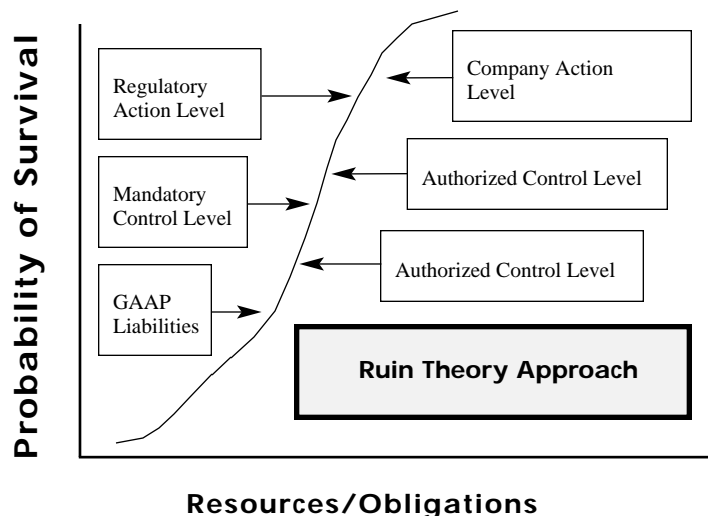 Probability of Survival
Regulatory
Action Level
Company Action
Level
Mandatory
Control Level
Authorized Control Level
GAAP
Liabilities
Authorized Control Level
Ruin Theory Approach
Resources/Obligations